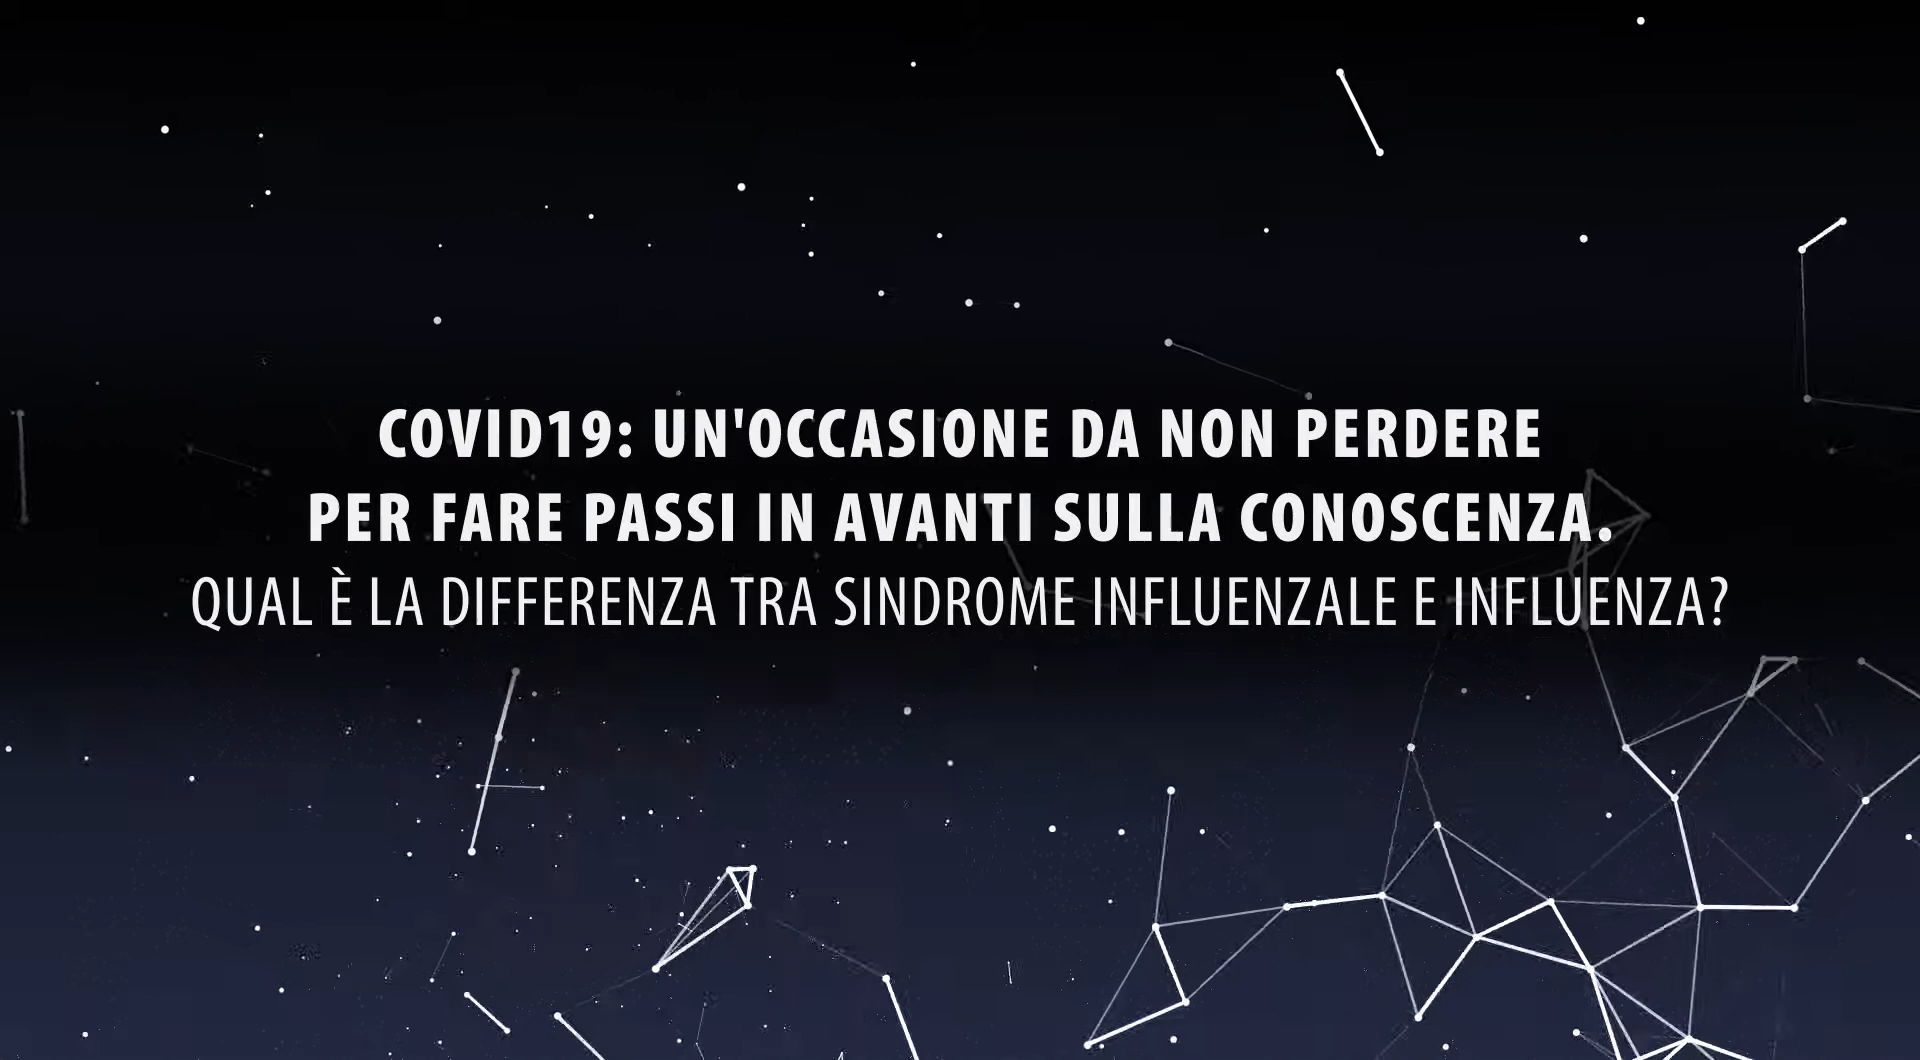 COVID19: UN'OCCASIONE DA NON PERDERE
PER FARE PASSI IN AVANTI SULLA CONOSCENZA.
QUAL È LA DIFFERENZA TRA SINDROME INFLUENZALE E INFLUENZA?